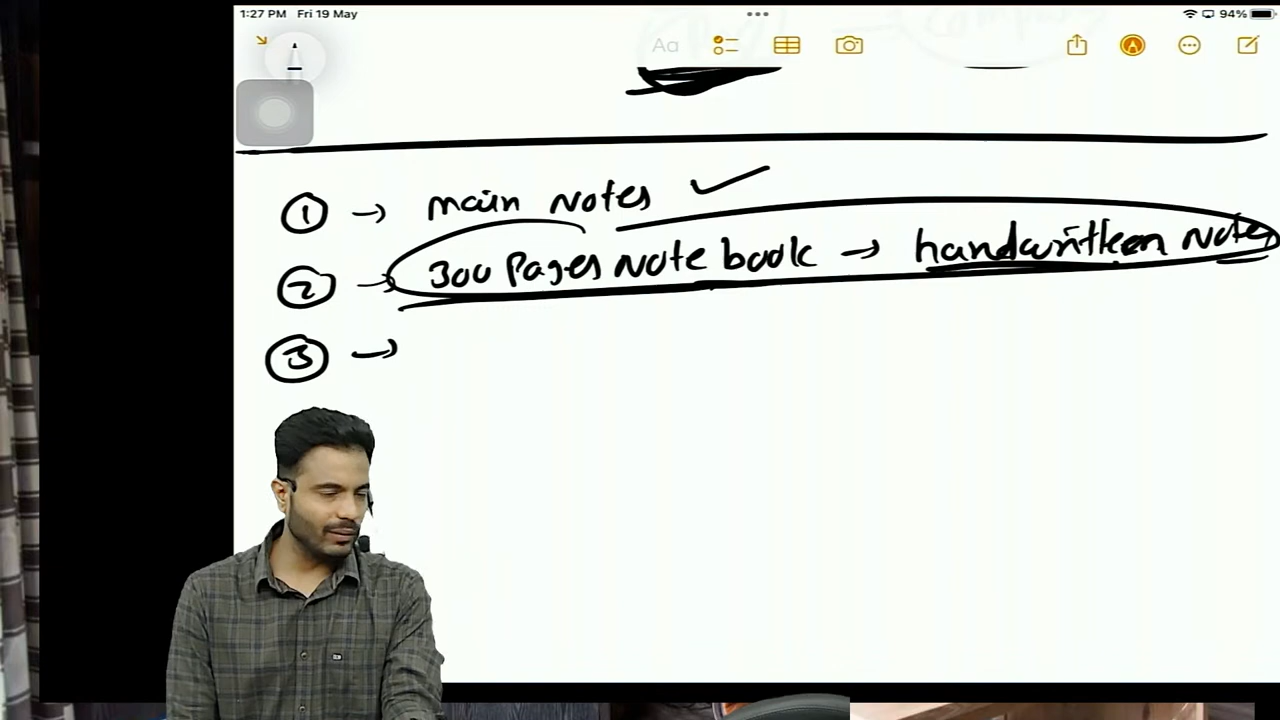 1:27 PM Fri 19 May 94%
Aa
① → main notes ✓
② → 300 Pages Note book → handwritten Notes
③ →